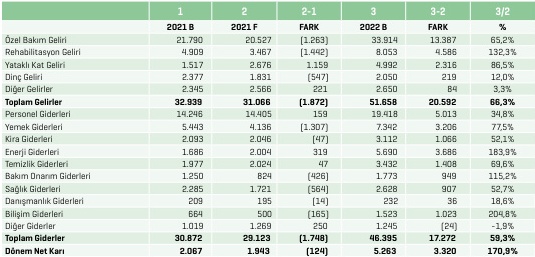 1 2 2-1 3 3-2 3/2
2021 B 2021 F FARK 2022 B FARK %
Özel Bakım Geliri 21.790 20.527 (1.263) 33.914 13.387 65,2%
Rehabilitasyon Geliri 4.909 3.467 (1.442) 8.053 4.586 132,3%
Yataklı Kat Geliri 1.517 2.676 1.159 4.992 2.316 86,5%
Dinç Geliri 2.377 1.831 (547) 2.050 219 12,0%
Diğer Gelirler 2.345 2.566 221 2.650 84 3,3%
Toplam Gelirler 32.939 31.066 (1.872) 51.658 20.592 66,3%
Personel Giderleri 14.246 14.405 159 19.418 5.013 34,8%
Yemek Giderleri 5.443 4.136 (1.307) 7.342 3.206 77,5%
Kira Giderleri 2.093 2.046 (47) 3.112 1.066 52,1%
Enerji Giderleri 1.686 2.004 319 5.690 3.686 183,9%
Temizlik Giderleri 1.977 2.024 47 3.432 1.408 69,6%
Bakım Onarım Giderleri 1.250 824 (426) 1.773 949 115,2%
Sağlık Giderleri 2.285 1.721 (564) 2.628 907 52,7%
Danışmanlık Giderleri 209 195 (14) 232 36 18,6%
Bilişim Giderleri 664 500 (165) 1.523 1.023 204,8%
Diğer Giderler 1.019 1.269 250 1.245 (24) -1,9%
Toplam Giderler 30.872 29.123 (1.748) 46.395 17.272 59,3%
Dönem Net Karı 2.067 1.943 (124) 5.263 3.320 170,9%